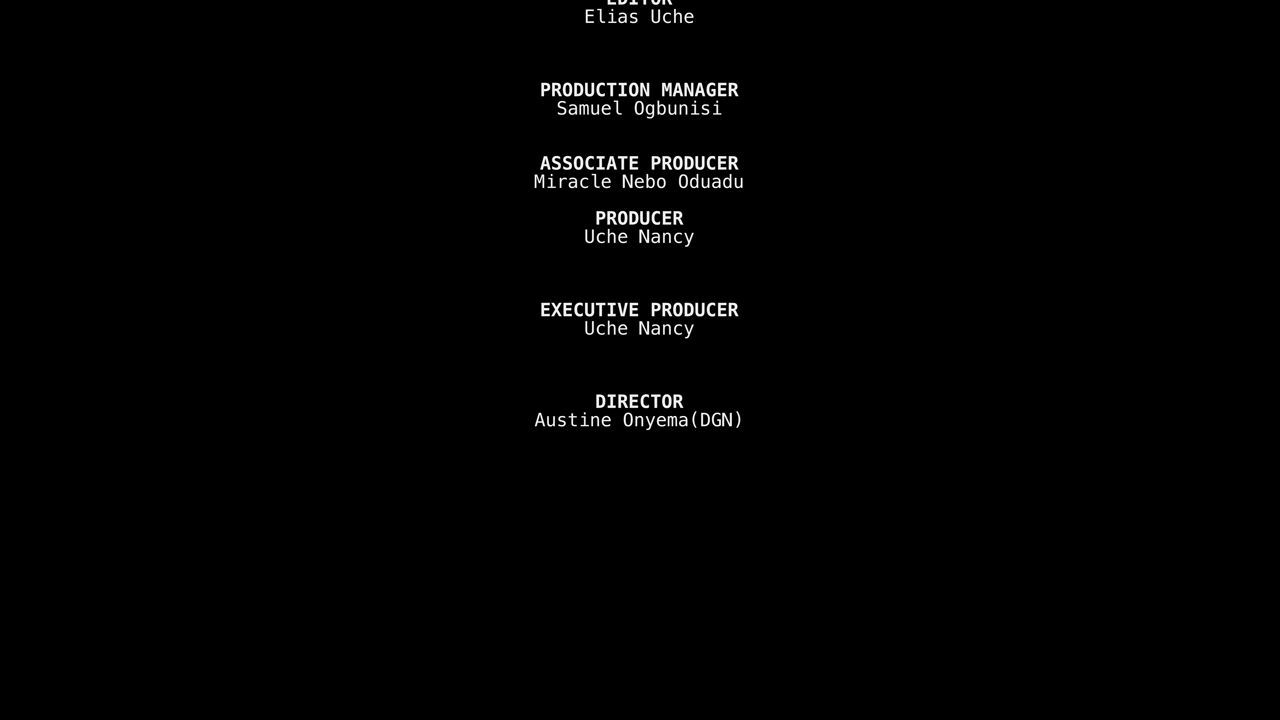 EDITOR
Elias Uche
PRODUCTION MANAGER
Samuel Ogbunisi
ASSOCIATE PRODUCER
Miracle Nebo Oduadu
PRODUCER
Uche Nancy
EXECUTIVE PRODUCER
Uche Nancy
DIRECTOR
Austine Onyema(DGN)